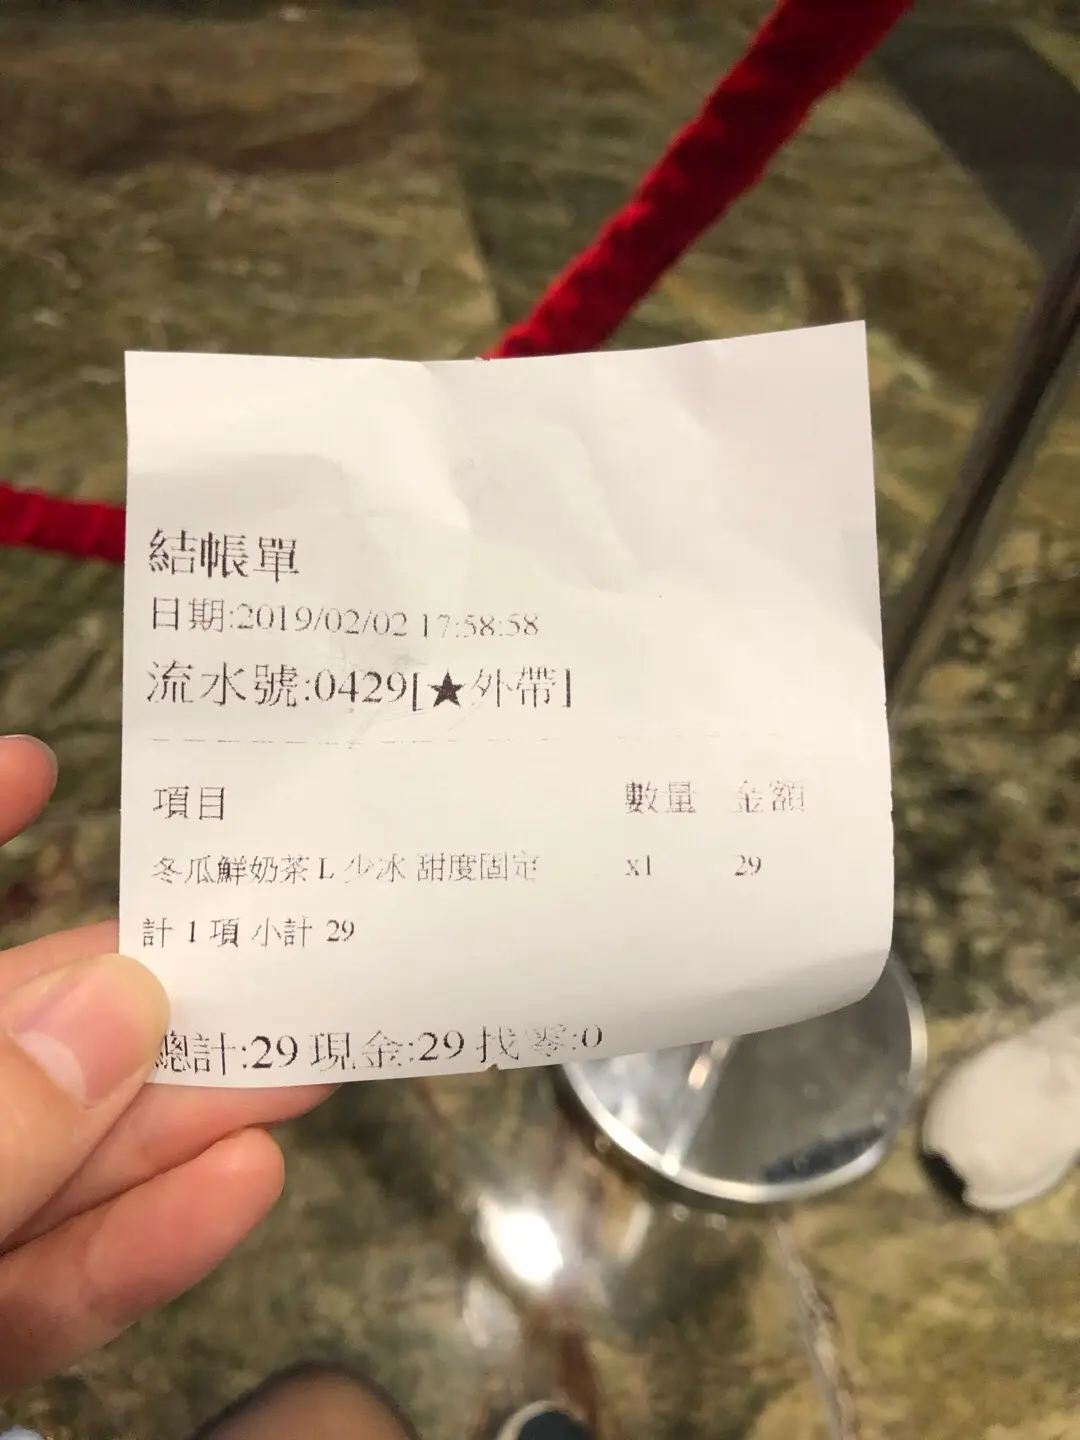 結帳單
日期:2019/02/02 17:58:58
流水號:0429[★外帶]
項目 數量 金額
冬瓜鮮奶茶 L 少冰 甜度固定 x1 29
計 1 項 小計 29
總計:29 現金:29 找零:0